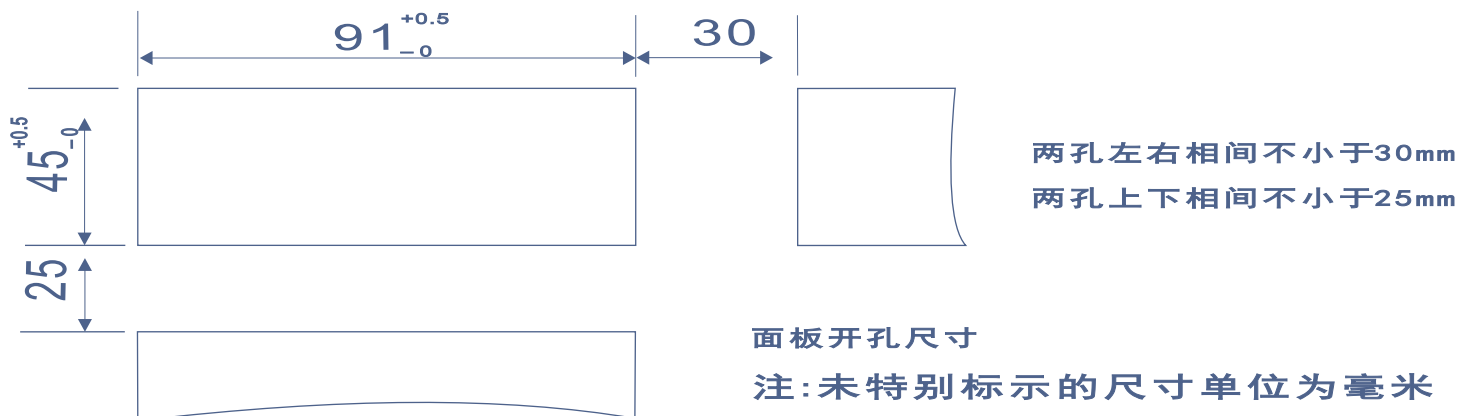 91 +0.5 -0
30
45 +0.5 -0
两孔左右相间不小于30mm
两孔上下相间不小于25mm
25
面板开孔尺寸
注:未特别标示的尺寸单位为毫米